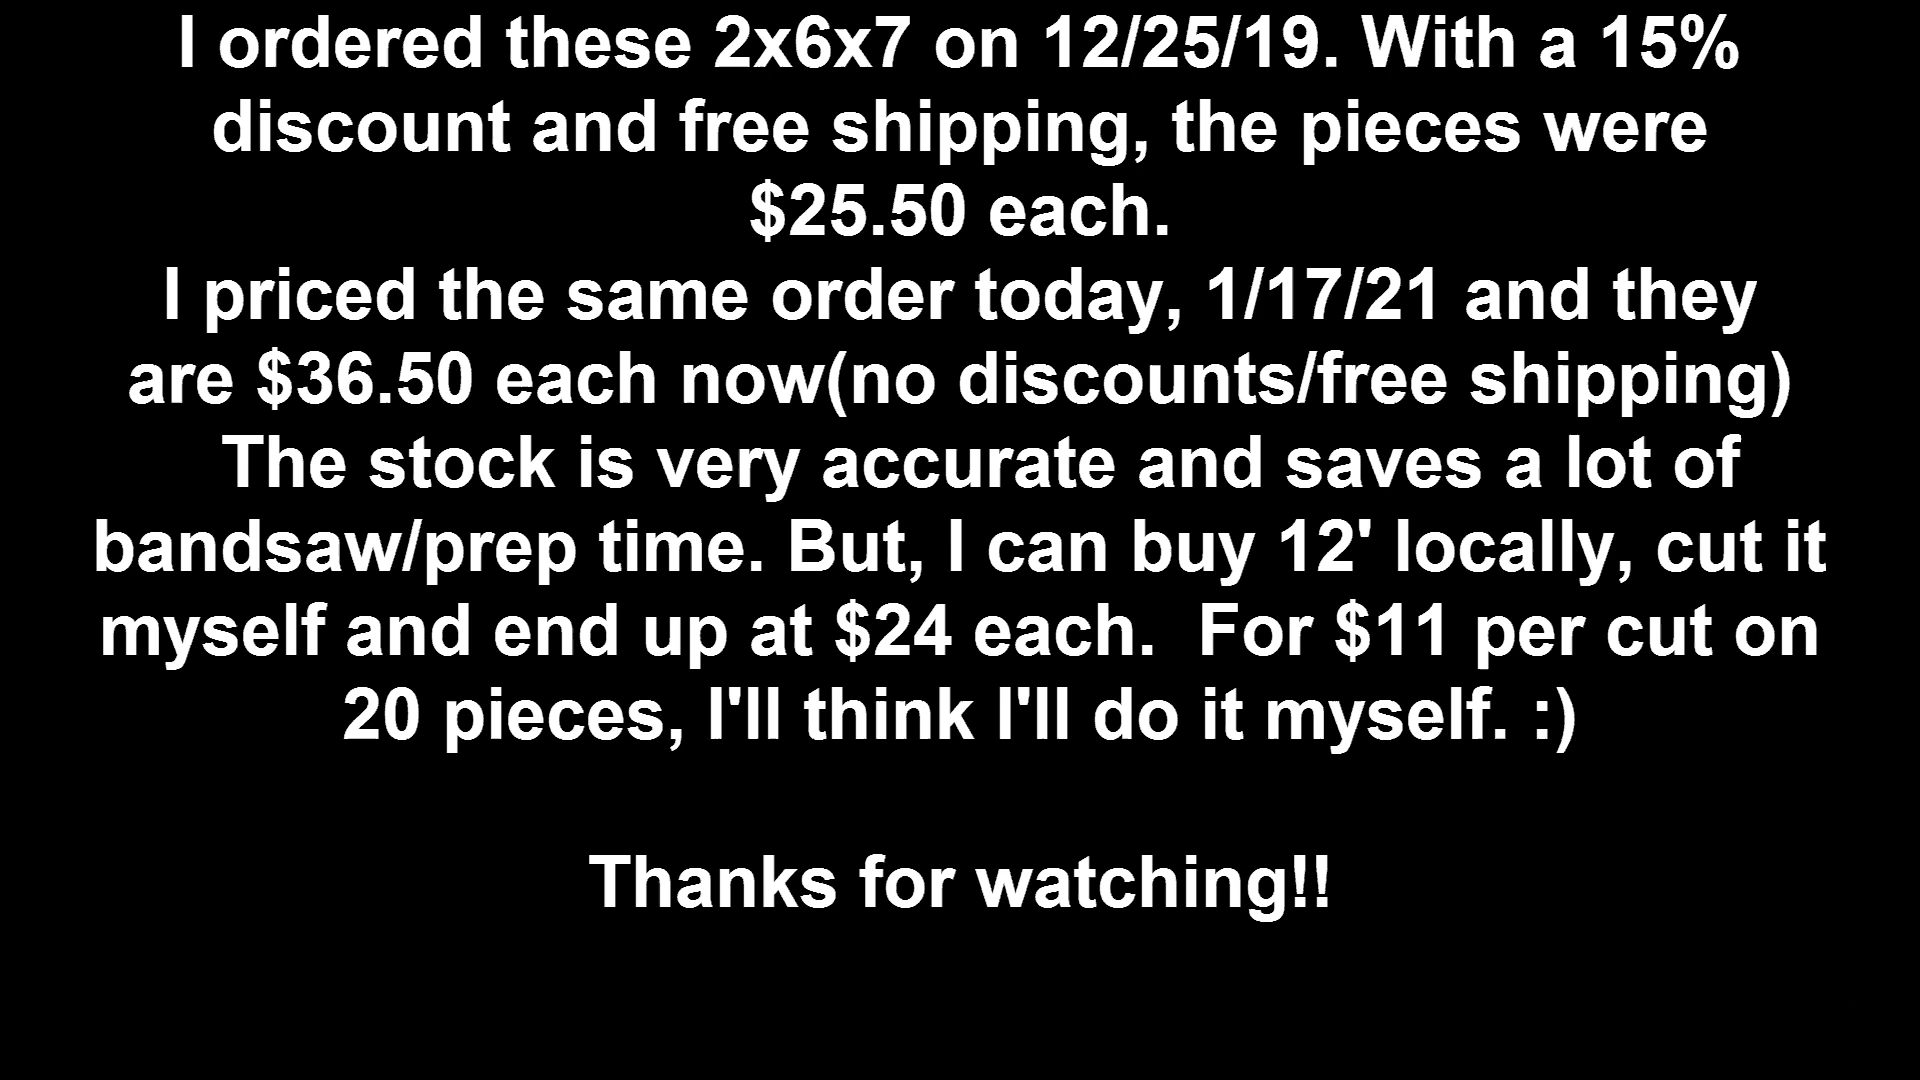 I ordered these 2x6x7 on 12/25/19. With a 15%
discount and free shipping, the pieces were
$25.50 each.
I priced the same order today, 1/17/21 and they
are $36.50 each now(no discounts/free shipping)
The stock is very accurate and saves a lot of
bandsaw/prep time. But, I can buy 12' locally, cut it
myself and end up at $24 each.  For $11 per cut on
20 pieces, I'll think I'll do it myself. :)
Thanks for watching!!